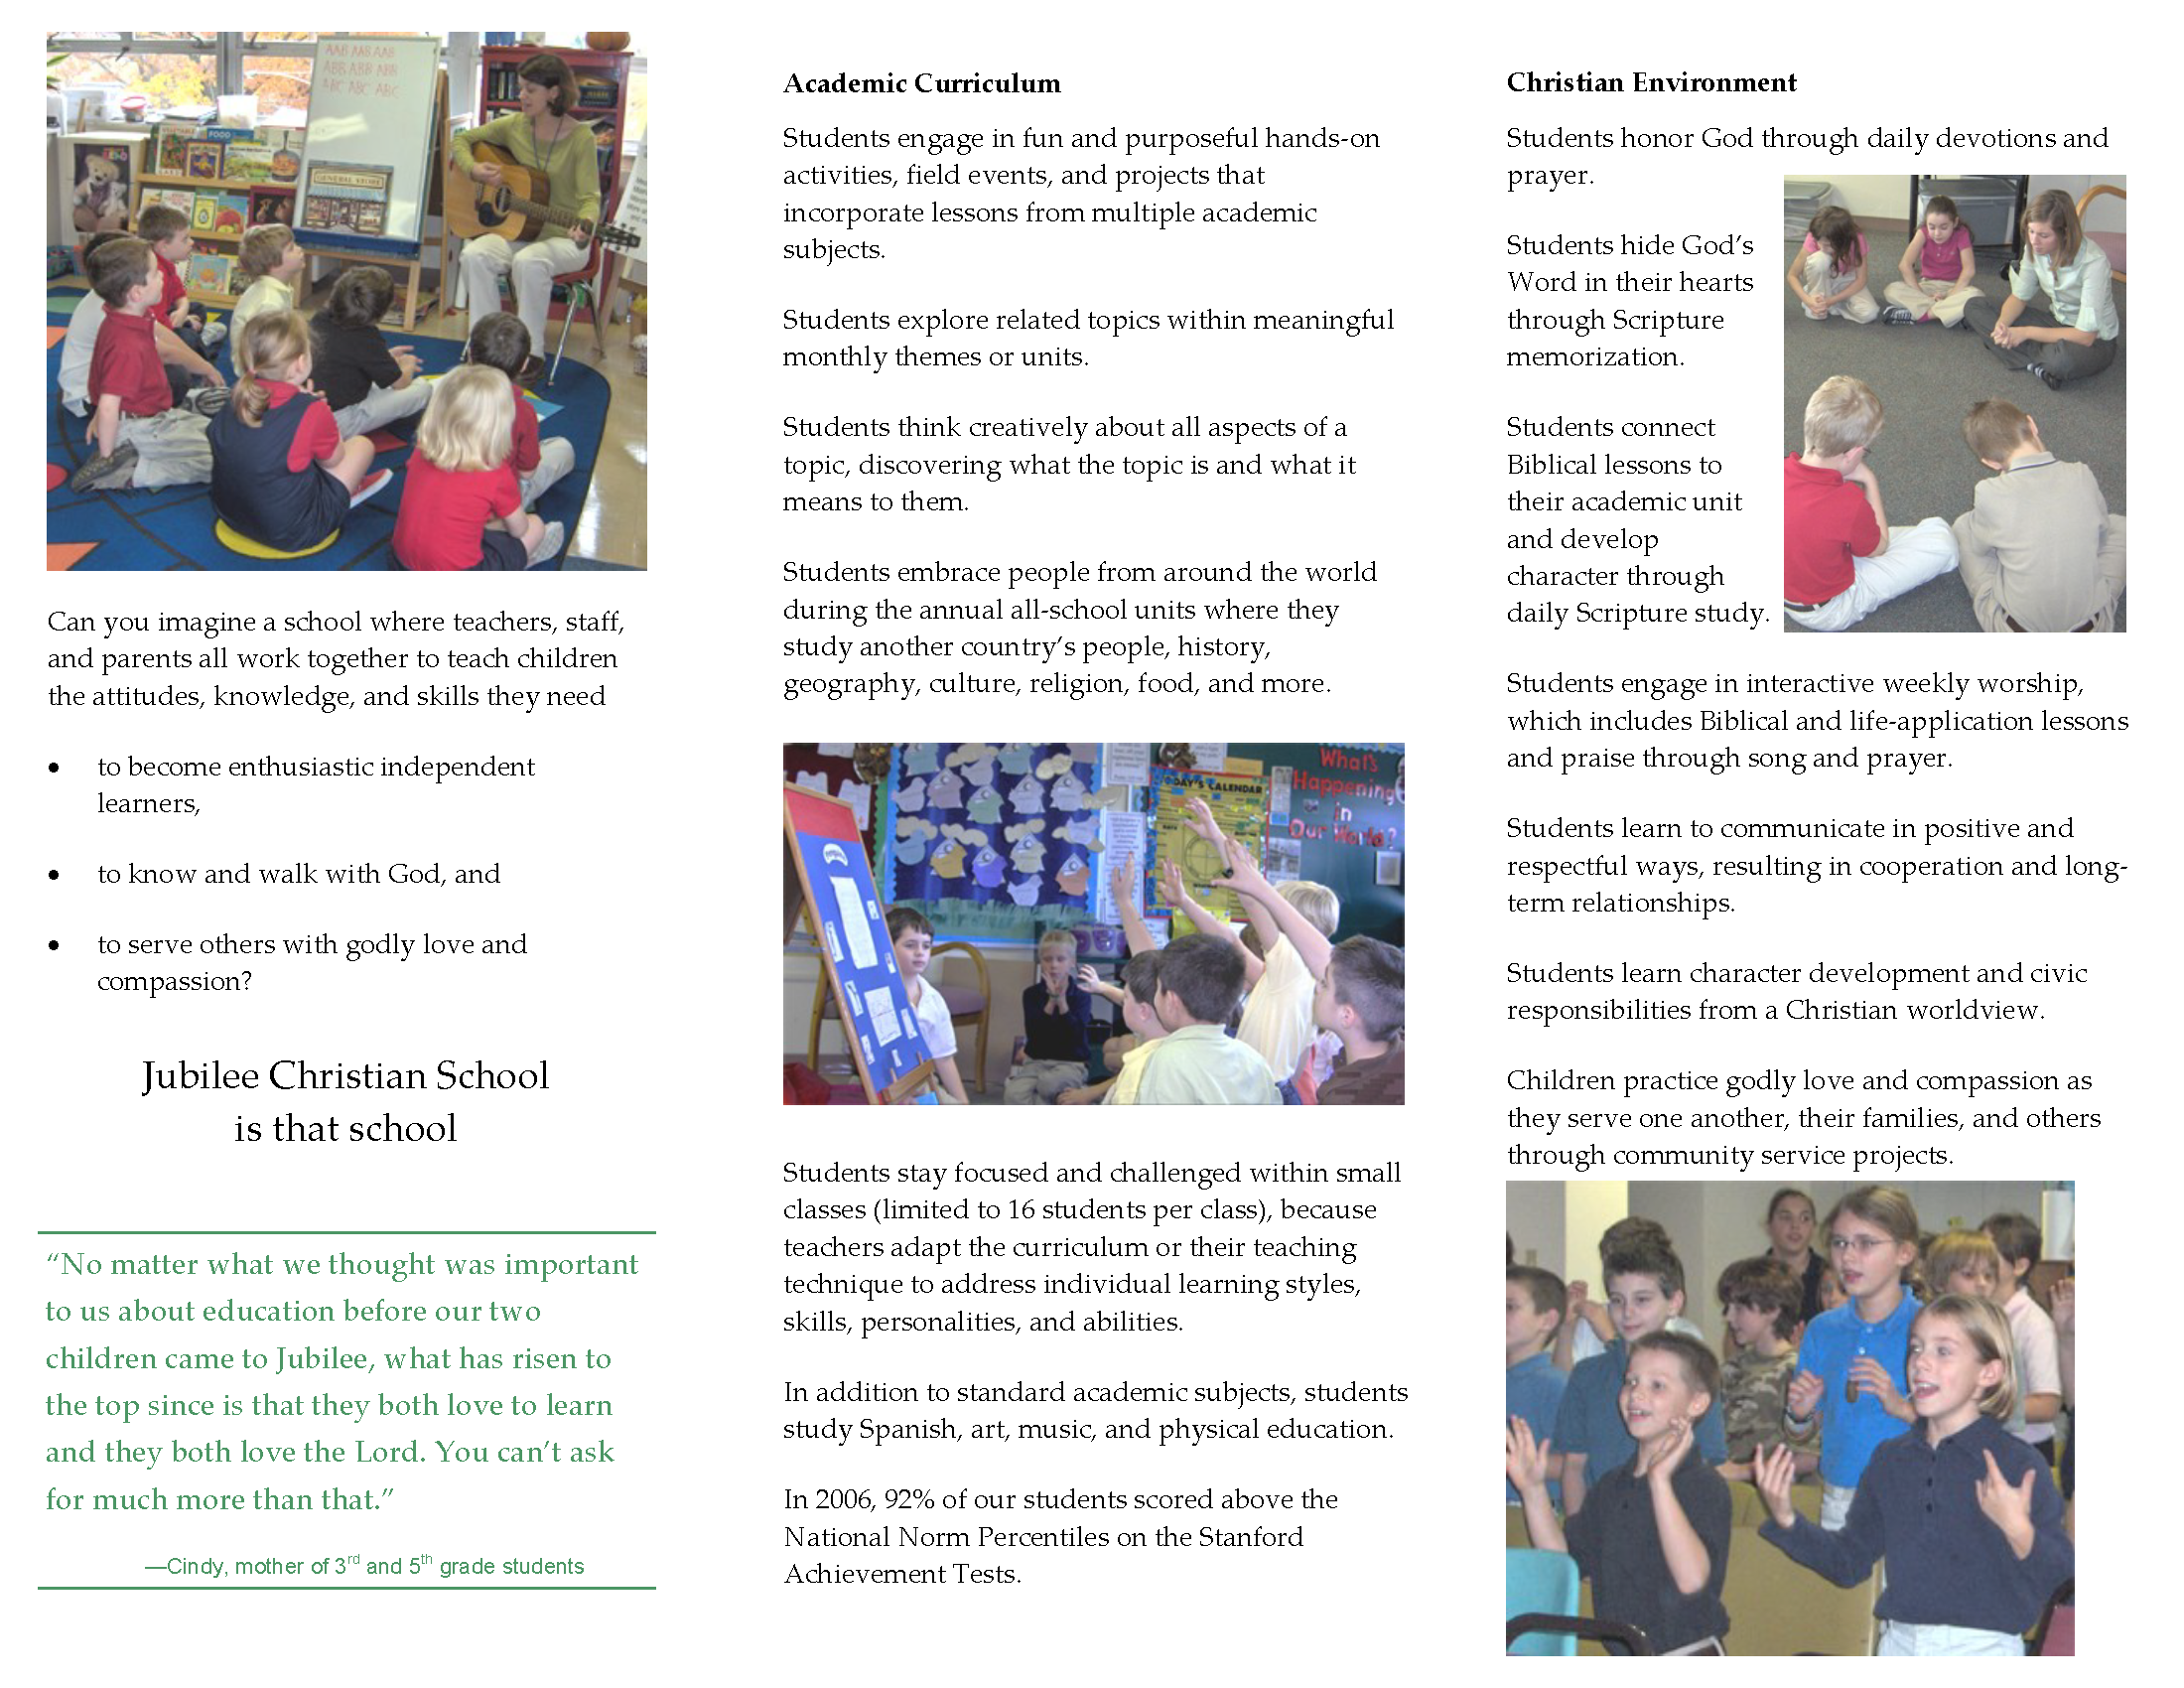 AAB AAB AAB
ABB ABB ABB
ABC ABC ABC
FOOD
GENERAL STORE
Can you imagine a school where teachers, staff,
and parents all work together to teach children
the attitudes, knowledge, and skills they need
• to become enthusiastic independent
learners,
• to know and walk with God, and
• to serve others with godly love and
compassion?
Jubilee Christian School
is that school
“No matter what we thought was important
to us about education before our two
children came to Jubilee, what has risen to
the top since is that they both love to learn
and they both love the Lord. You can’t ask
for much more than that.”
—Cindy, mother of 3rd and 5th grade students
Academic Curriculum
Students engage in fun and purposeful hands-on
activities, field events, and projects that
incorporate lessons from multiple academic
subjects.
Students explore related topics within meaningful
monthly themes or units.
Students think creatively about all aspects of a
topic, discovering what the topic is and what it
means to them.
Students embrace people from around the world
during the annual all-school units where they
study another country’s people, history,
geography, culture, religion, food, and more.
TODAY'S CALENDAR
What's
Happening
in
Our World?
Students stay focused and challenged within small
classes (limited to 16 students per class), because
teachers adapt the curriculum or their teaching
technique to address individual learning styles,
skills, personalities, and abilities.
In addition to standard academic subjects, students
study Spanish, art, music, and physical education.
In 2006, 92% of our students scored above the
National Norm Percentiles on the Stanford
Achievement Tests.
Christian Environment
Students honor God through daily devotions and
prayer.
Students hide God’s
Word in their hearts
through Scripture
memorization.
Students connect
Biblical lessons to
their academic unit
and develop
character through
daily Scripture study.
Students engage in interactive weekly worship,
which includes Biblical and life-application lessons
and praise through song and prayer.
Students learn to communicate in positive and
respectful ways, resulting in cooperation and long-
term relationships.
Students learn character development and civic
responsibilities from a Christian worldview.
Children practice godly love and compassion as
they serve one another, their families, and others
through community service projects.